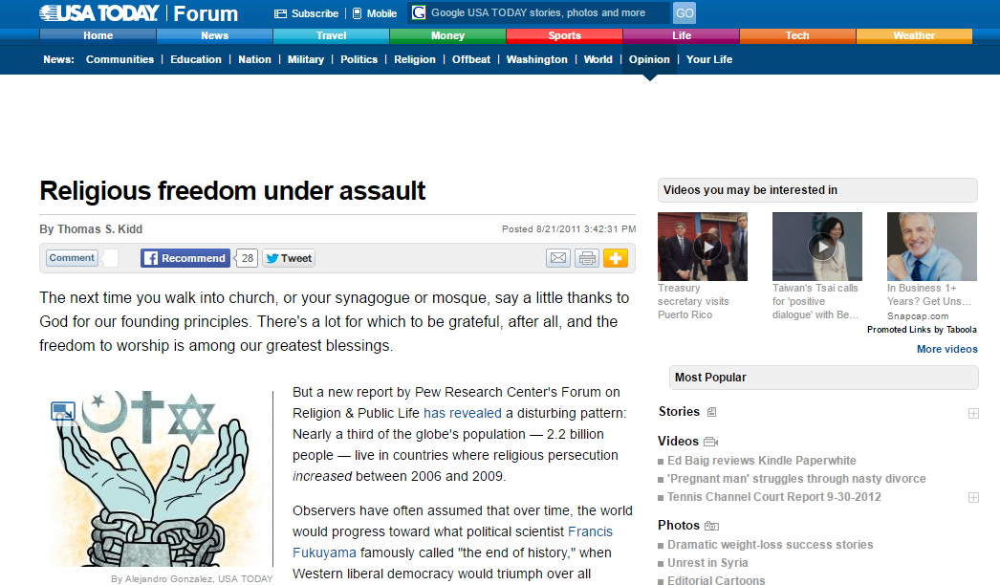 USA TODAY Forum
Subscribe Mobile
G Google USA TODAY stories, photos and more GO
Home News Travel Money Sports Life Tech Weather
News: Communities | Education | Nation | Military | Politics | Religion | Offbeat | Washington | World | Opinion | Your Life
Religious freedom under assault
By Thomas S. Kidd
Posted 8/21/2011 3:42:31 PM
Comment
Recommend 28 Tweet
The next time you walk into church, or your synagogue or mosque, say a little thanks to
God for our founding principles. There's a lot for which to be grateful, after all, and the
freedom to worship is among our greatest blessings.
But a new report by Pew Research Center's Forum on
Religion & Public Life has revealed a disturbing pattern:
Nearly a third of the globe's population — 2.2 billion
people — live in countries where religious persecution
increased between 2006 and 2009.
Observers have often assumed that over time, the world
would progress toward what political scientist Francis
Fukuyama famously called "the end of history," when
Western liberal democracy would triumph over all
By Alejandro Gonzalez, USA TODAY
Videos you may be interested in
Treasury
secretary visits
Puerto Rico
Taiwan's Tsai calls
for 'positive
dialogue' with Be...
In Business 1+
Years? Get Uns...
Snapcap.com
Promoted Links by Taboola
More videos
Most Popular
Stories
Videos
Ed Baig reviews Kindle Paperwhite
'Pregnant man' struggles through nasty divorce
Tennis Channel Court Report 9-30-2012
Photos
Dramatic weight-loss success stories
Unrest in Syria
Editorial Cartoons